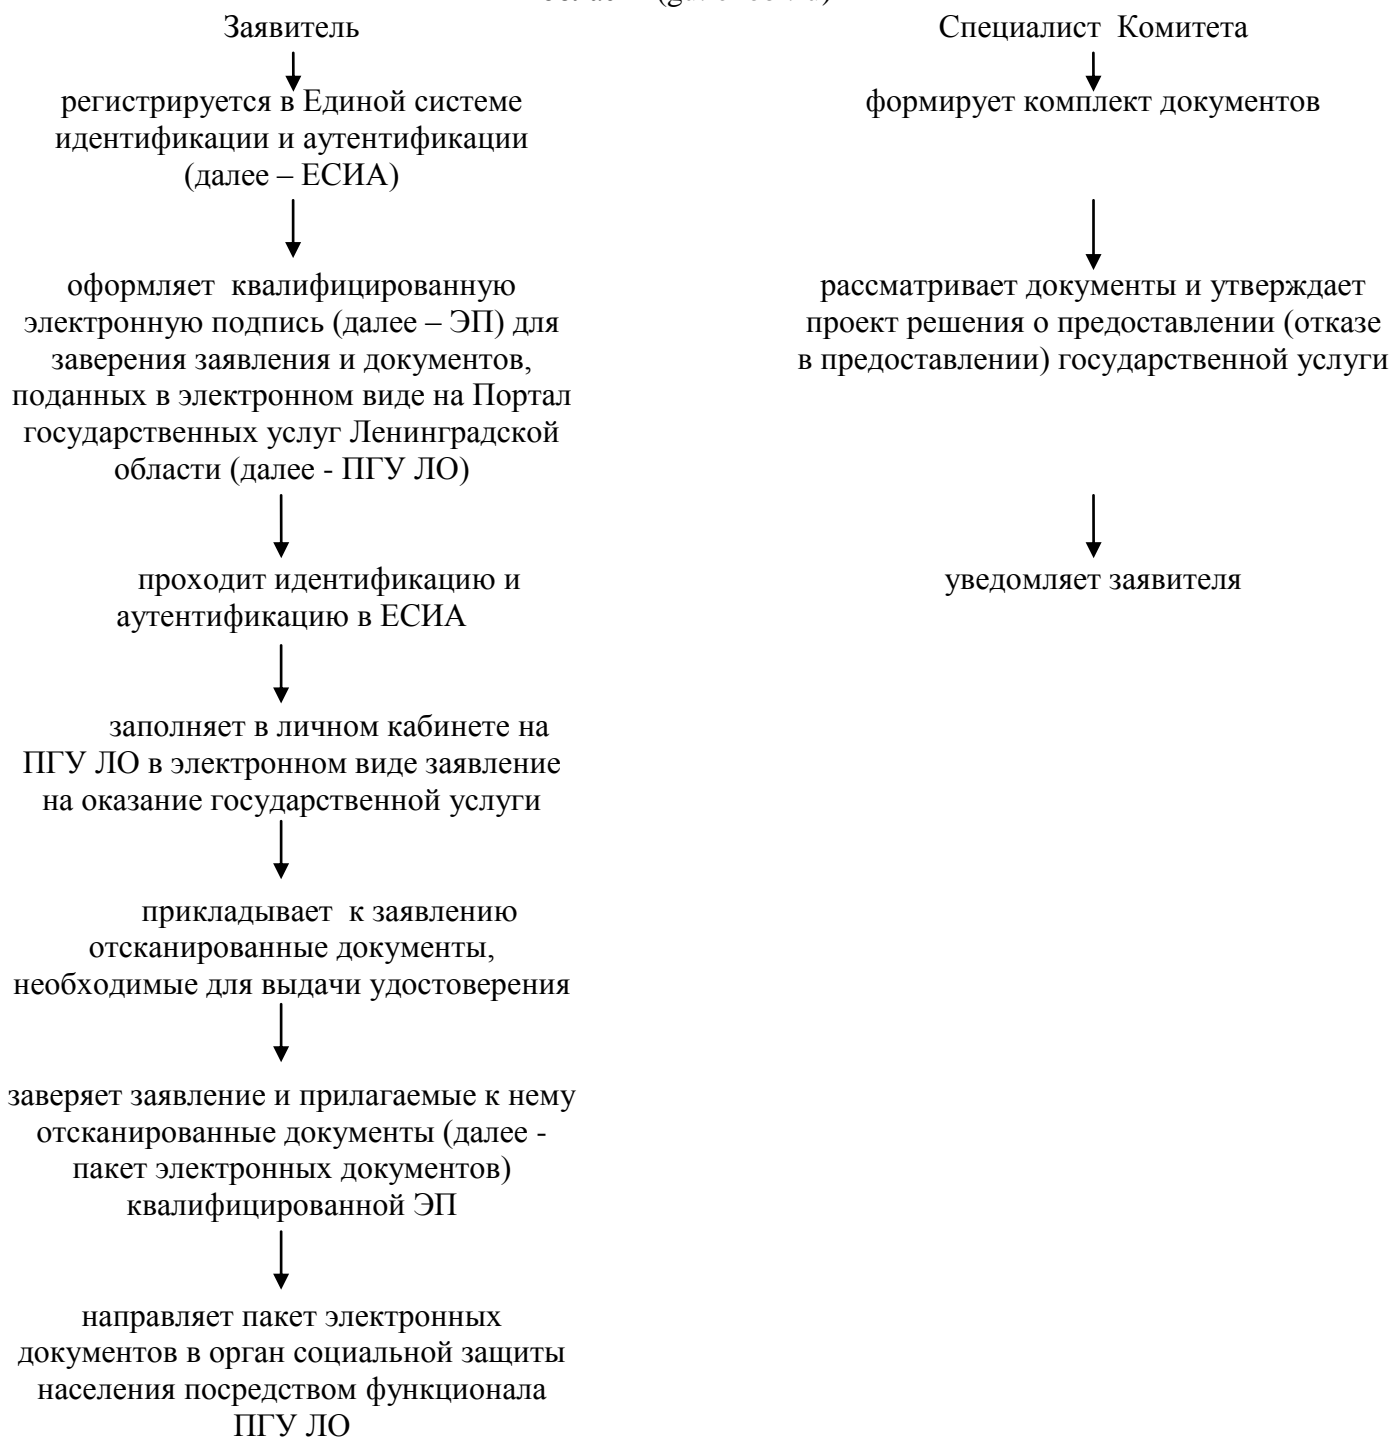 Заявитель
регистрируется в Единой системе
идентификации и аутентификации
(далее – ЕСИА)
оформляет квалифицированную
электронную подпись (далее – ЭП) для
заверения заявления и документов,
поданных в электронном виде на Портал
государственных услуг Ленинградской
области (далее - ПГУ ЛО)
проходит идентификацию и
аутентификацию в ЕСИА
заполняет в личном кабинете на
ПГУ ЛО в электронном виде заявление
на оказание государственной услуги
прикладывает к заявлению
отсканированные документы,
необходимые для выдачи удостоверения
заверяет заявление и прилагаемые к нему
отсканированные документы (далее -
пакет электронных документов)
квалифицированной ЭП
направляет пакет электронных
документов в орган социальной защиты
населения посредством функционала
ПГУ ЛО
Специалист Комитета
формирует комплект документов
рассматривает документы и утверждает
проект решения о предоставлении (отказе
в предоставлении) государственной услуги
уведомляет заявителя